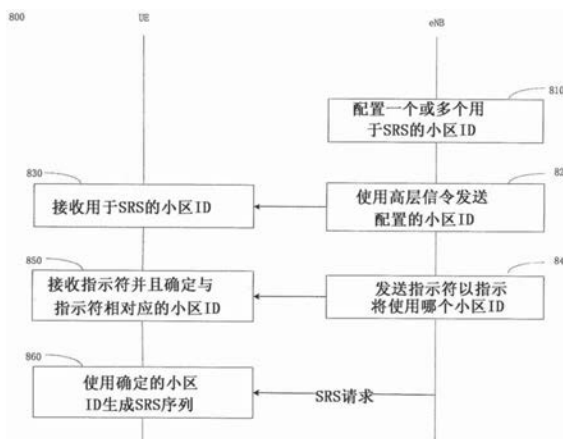 800
UE
eNB
810
配置一个或多个用
于SRS的小区ID
830
接收用于SRS的小区ID
使用高层信令发送
配置的小区ID
850
接收指示符并且确定与
指示符相对应的小区ID
发送指示符以指示
将使用哪个小区ID
860
使用确定的小区
ID生成SRS序列
SRS请求